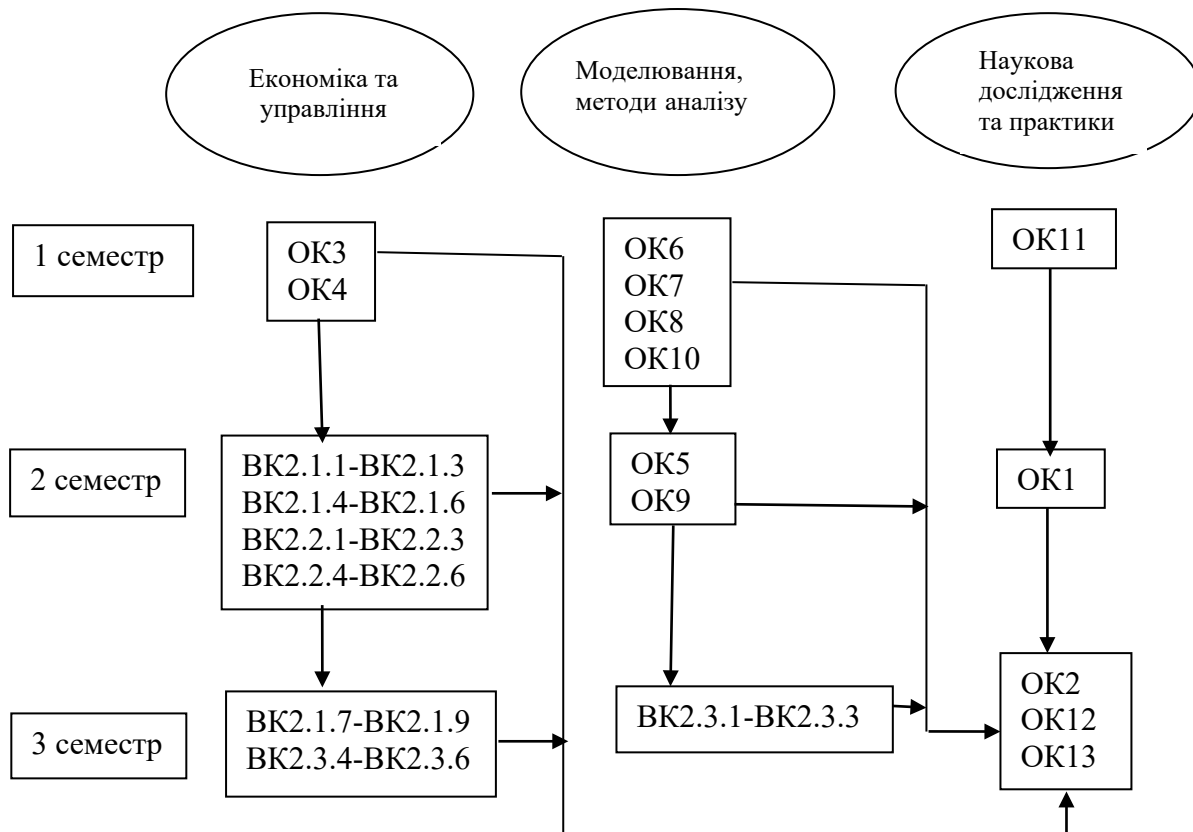 Економіка та
управління
Моделювання,
методи аналізу
Наукова
дослідження
та практики
1 семестр
ОК3
ОК4
ОК6
ОК7
ОК8
ОК10
ОК11
2 семестр
ВК2.1.1-ВК2.1.3
ВК2.1.4-ВК2.1.6
ВК2.2.1-ВК2.2.3
ВК2.2.4-ВК2.2.6
ОК5
ОК9
ОК1
3 семестр
ВК2.1.7-ВК2.1.9
ВК2.3.4-ВК2.3.6
ВК2.3.1-ВК2.3.3
ОК2
ОК12
ОК13